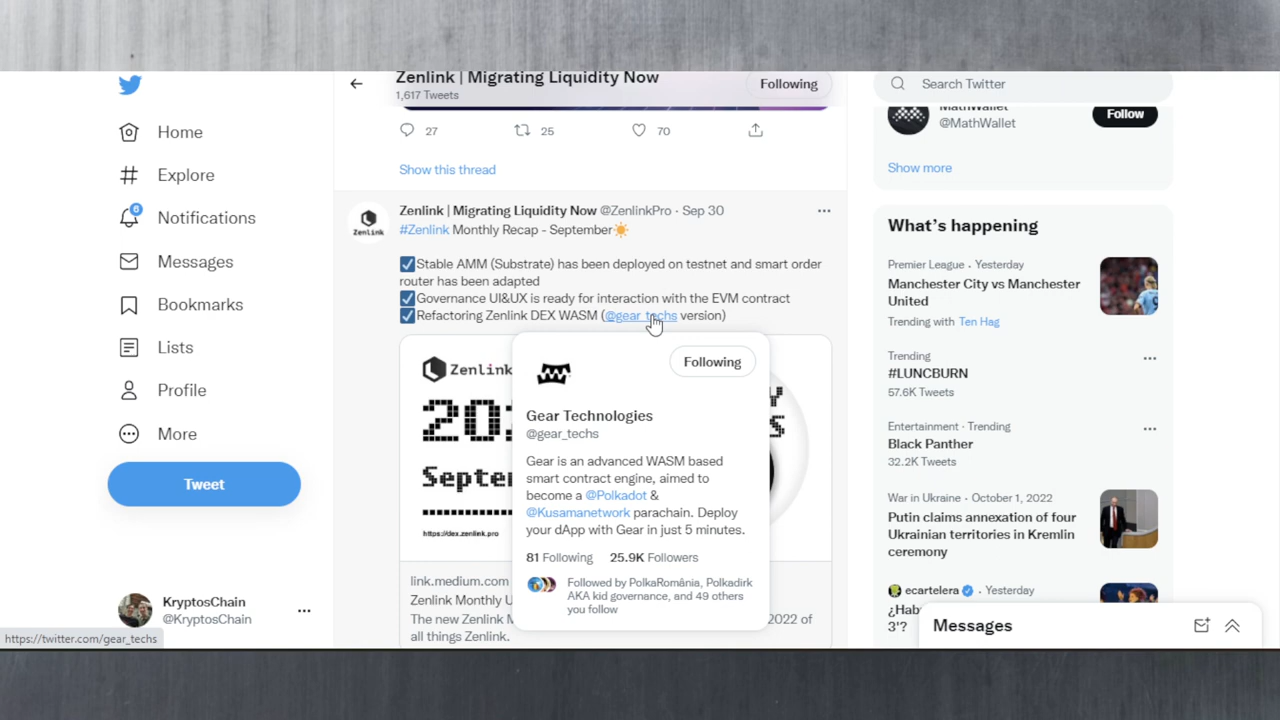 Home
Explore
6
Notifications
Messages
Bookmarks
Lists
Profile
More
Tweet
KryptosChain
@KryptosChain
https://twitter.com/gear_techs
Zenlink | Migrating Liquidity Now
1,617 Tweets
Following
27
25
70
Show this thread
Zenlink
Zenlink | Migrating Liquidity Now @ZenlinkPro · Sep 30
#Zenlink Monthly Recap - September
Stable AMM (Substrate) has been deployed on testnet and smart order
router has been adapted
Governance UI&UX is ready for interaction with the EVM contract
Refactoring Zenlink DEX WASM (@gear_techs version)
Zenlink
202
Septe
https://dex.zenlink.pro
Following
Gear Technologies
@gear_techs
Gear is an advanced WASM based
smart contract engine, aimed to
become a @Polkadot &
@Kusamanetwork parachain. Deploy
your dApp with Gear in just 5 minutes.
81 Following 25.9K Followers
Followed by PolkaRomânia, Polkadirk
AKA kid governance, and 49 others
you follow
link.medium.com
Zenlink Monthly U
The new Zenlink M
2022 of
all things Zenlink.
Search Twitter
MathWallet
@MathWallet
Follow
Show more
What's happening
Premier League · Yesterday
Manchester City vs Manchester
United
Trending with Ten Hag
Trending
#LUNCBURN
57.6K Tweets
Entertainment · Trending
Black Panther
32.2K Tweets
War in Ukraine · October 1, 2022
Putin claims annexation of four
Ukrainian territories in Kremlin
ceremony
ecartelera · Yesterday
¿Hab
3'?
Messages